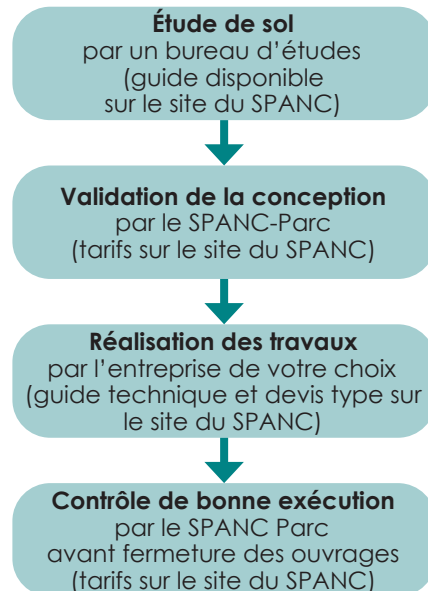 Étude de sol
par un bureau d’études
(guide disponible
sur le site du SPANC)
Validation de la conception
par le SPANC-Parc
(tarifs sur le site du SPANC)
Réalisation des travaux
par l’entreprise de votre choix
(guide technique et devis type sur
le site du SPANC)
Contrôle de bonne exécution
par le SPANC Parc
avant fermeture des ouvrages
(tarifs sur le site du SPANC)